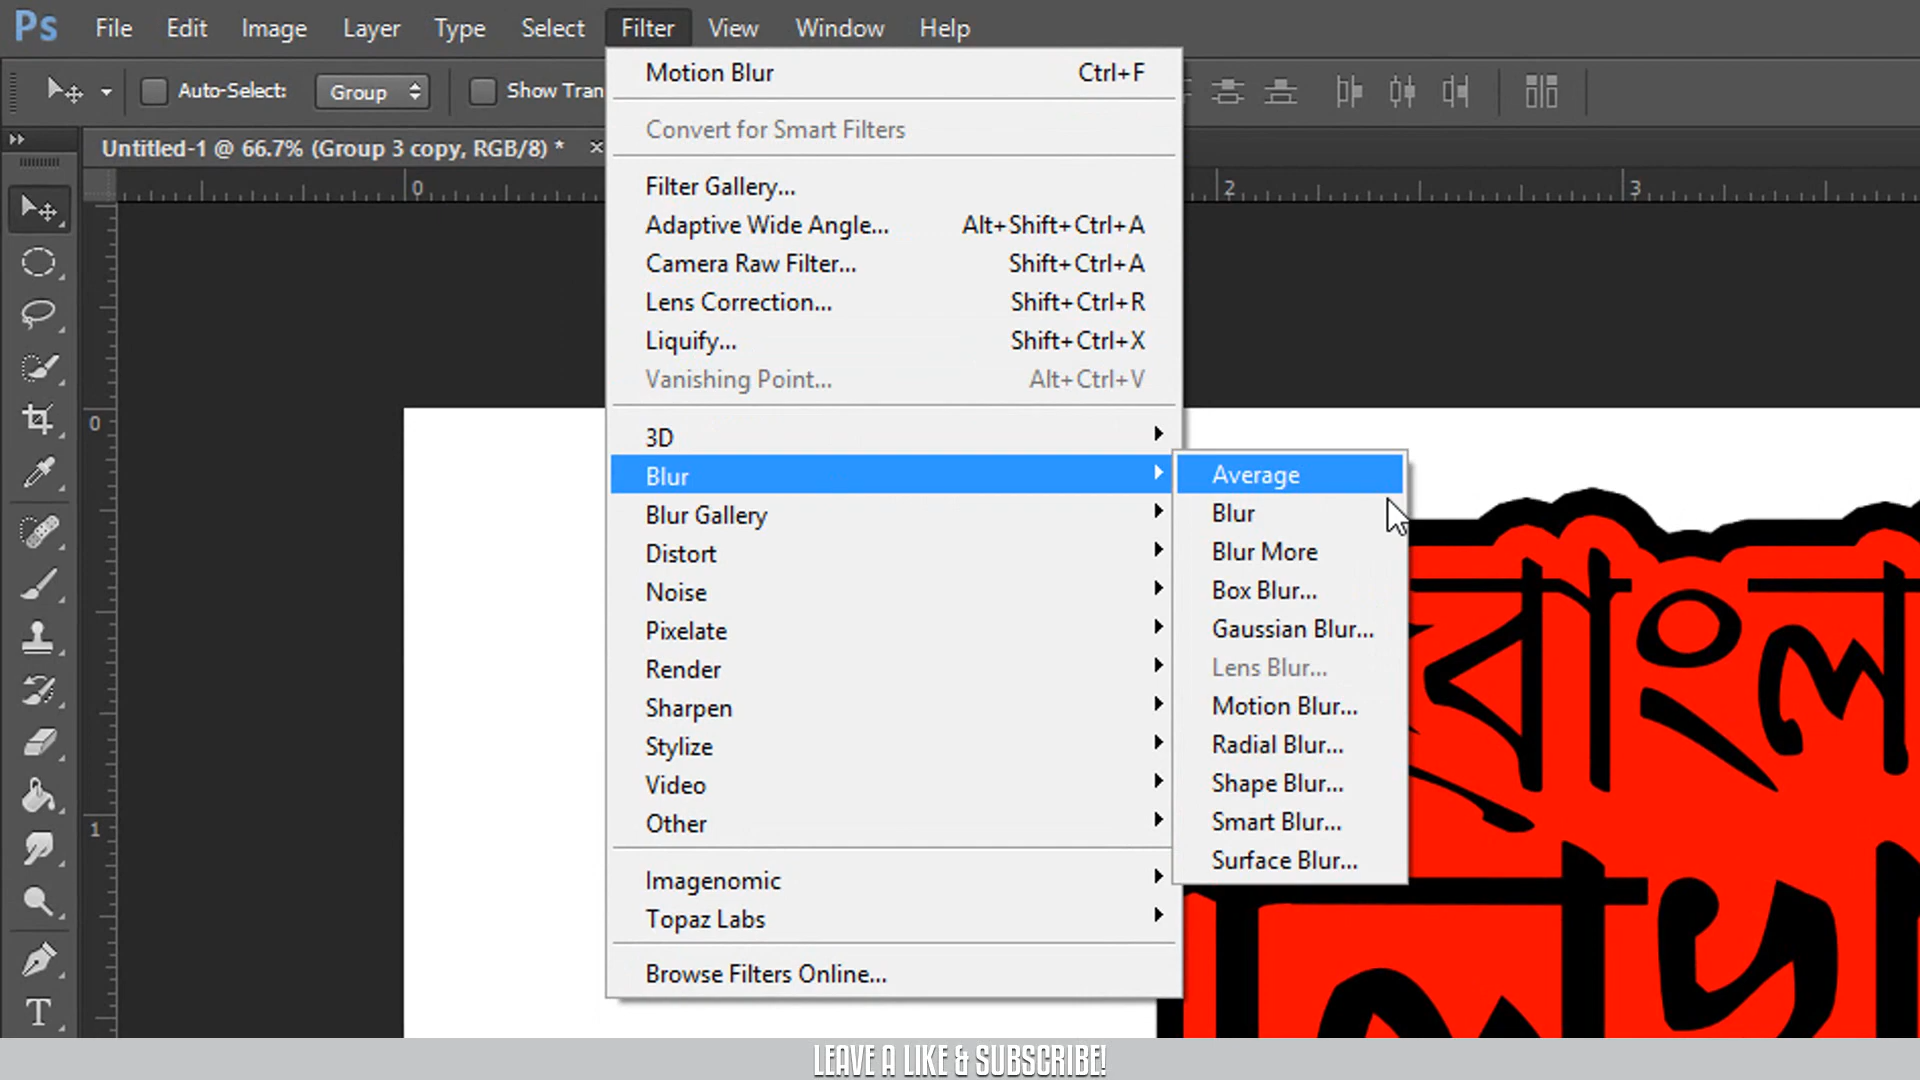 Ps File Edit Image Layer Type Select Filter View Window Help
Auto-Select: Group Show Tran
Untitled-1 @ 66.7% (Group 3 copy, RGB/8) * ×
0 2 3
0
1
Motion Blur Ctrl+F
Convert for Smart Filters
Filter Gallery...
Adaptive Wide Angle... Alt+Shift+Ctrl+A
Camera Raw Filter... Shift+Ctrl+A
Lens Correction... Shift+Ctrl+R
Liquify... Shift+Ctrl+X
Vanishing Point... Alt+Ctrl+V
3D
Blur
Blur Gallery
Distort
Noise
Pixelate
Render
Sharpen
Stylize
Video
Other
Imagenomic
Topaz Labs
Browse Filters Online...
Average
Blur
Blur More
Box Blur...
Gaussian Blur...
Lens Blur...
Motion Blur...
Radial Blur...
Shape Blur...
Smart Blur...
Surface Blur...
বাংল
LEAVE A LIKE & SUBSCRIBE!